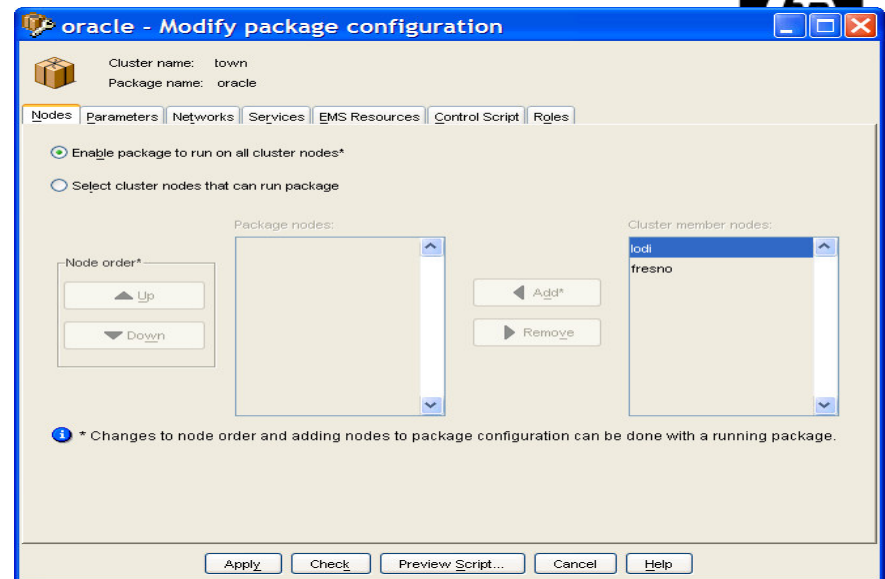 oracle - Modify package configuration
Cluster name: town
Package name: oracle
Nodes Parameters Networks Services EMS Resources Control Script Roles
Enable package to run on all cluster nodes*
Select cluster nodes that can run package
Package nodes:
Cluster member nodes:
lodi
fresno
Node order*
Up
Down
Add*
Remove
* Changes to node order and adding nodes to package configuration can be done with a running package.
Apply Check Preview Script... Cancel Help